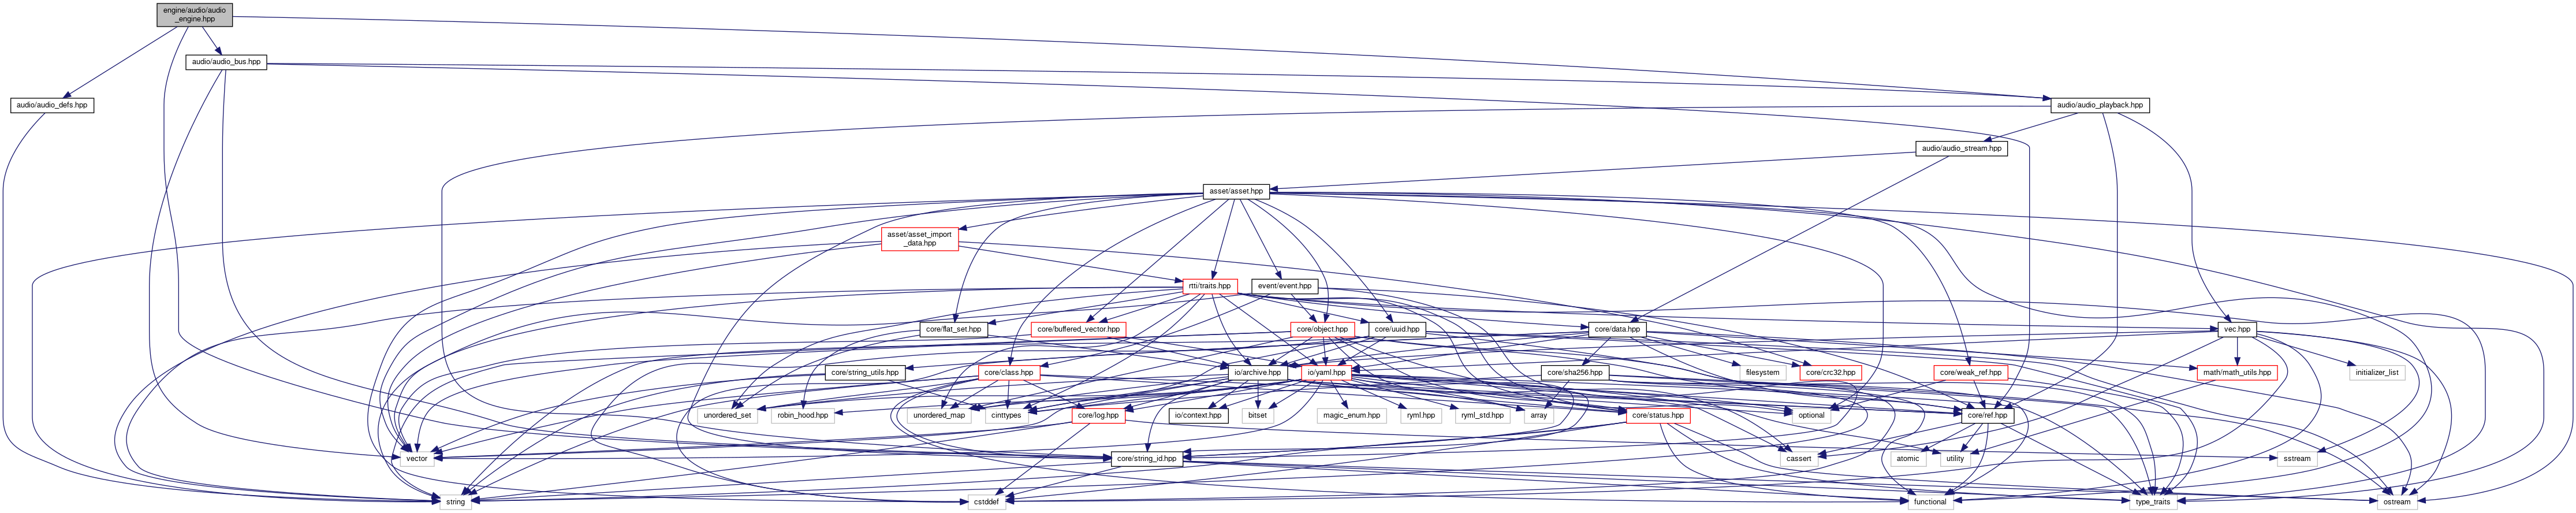 engine/audio/audio
_engine.hpp
audio/audio_bus.hpp
audio/audio_defs.hpp
audio/audio_playback.hpp
audio/audio_stream.hpp
asset/asset.hpp
asset/asset_import
_data.hpp
rtti/traits.hpp
event/event.hpp
core/flat_set.hpp
core/buffered_vector.hpp
core/object.hpp
core/uuid.hpp
core/data.hpp
vec.hpp
core/string_utils.hpp
core/class.hpp
io/archive.hpp
io/yaml.hpp
core/sha256.hpp
filesystem
core/crc32.hpp
core/weak_ref.hpp
math/math_utils.hpp
initializer_list
unordered_set
robin_hood.hpp
unordered_map
cinttypes
core/log.hpp
io/context.hpp
bitset
magic_enum.hpp
ryml.hpp
ryml_std.hpp
array
core/status.hpp
optional
core/ref.hpp
vector
core/string_id.hpp
cassert
atomic
utility
sstream
string
cstddef
functional
type_traits
ostream